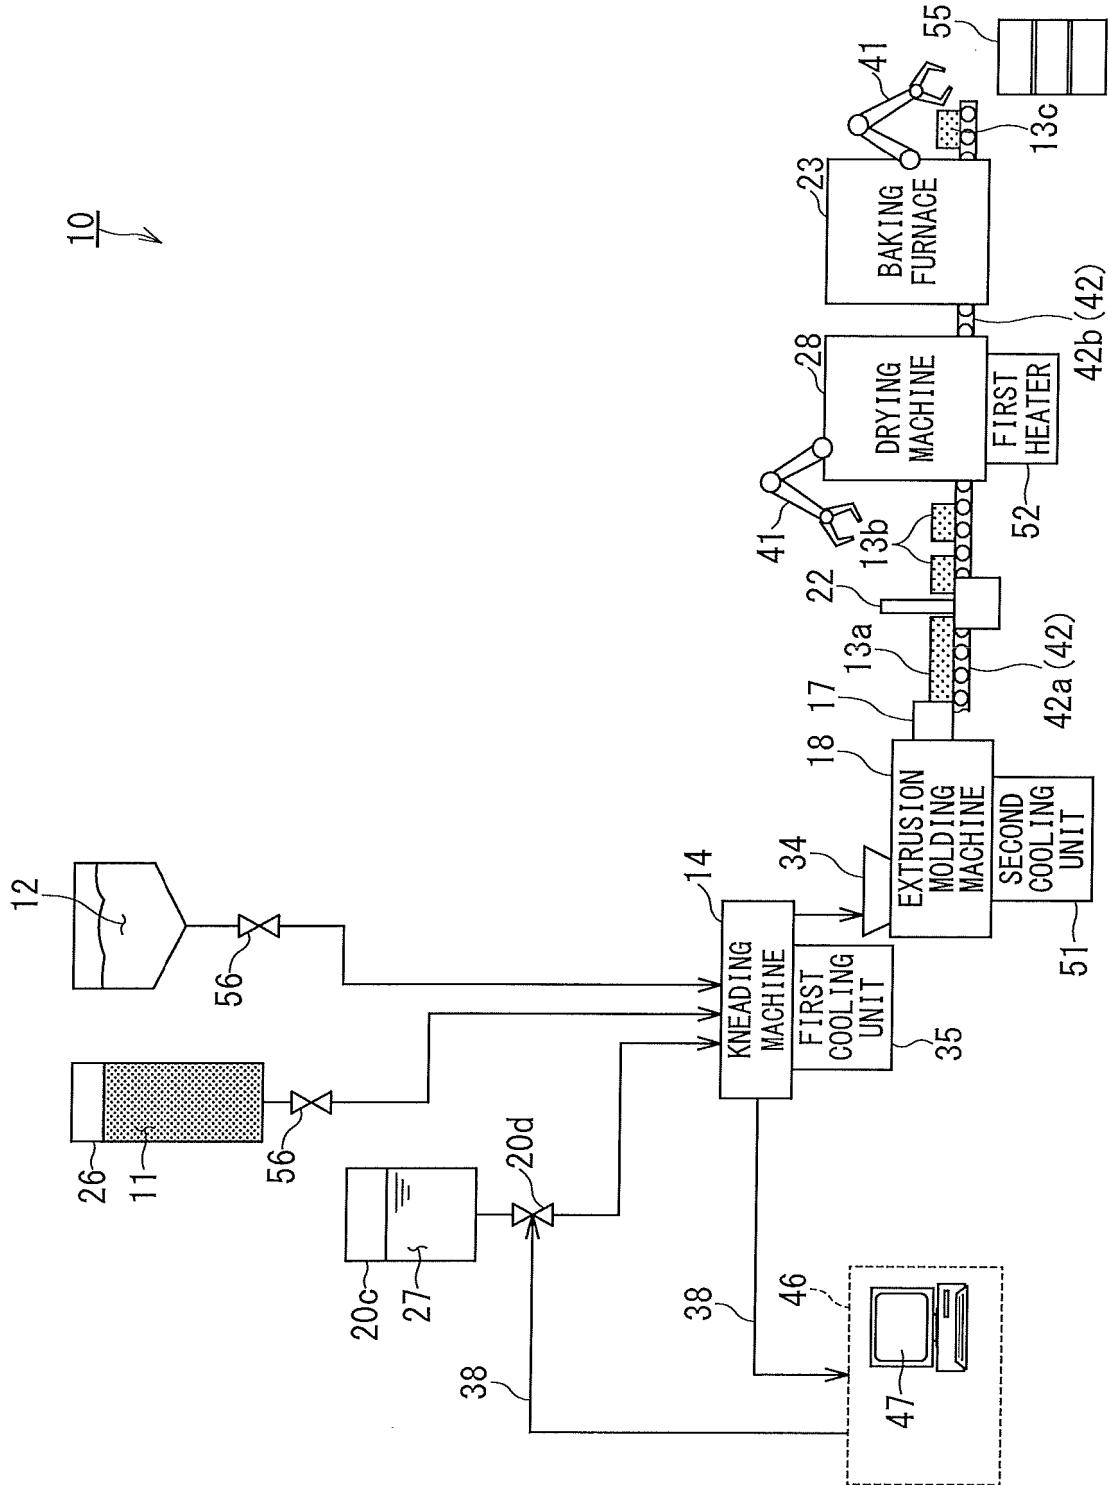 10
12
56
26
11
56
20c
27
20d
38
38
46
47
14
KNEADING
MACHINE
FIRST
COOLING
UNIT
35
34
18
EXTRUSION
MOLDING
MACHINE
SECOND
COOLING
UNIT
51
17
13a
42a(42)
22
13b
41
28
DRYING
MACHINE
FIRST
HEATER
52
42b(42)
23
BAKING
FURNACE
41
13c
55